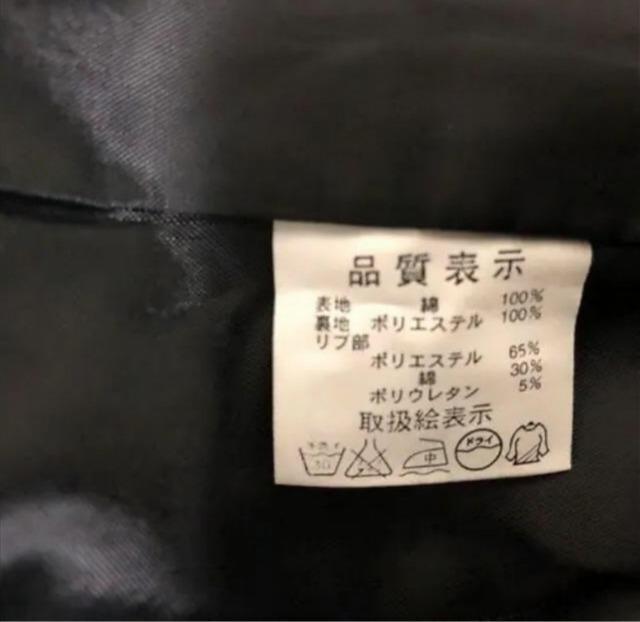 品質表示
表地 綿 100%
裏地 ポリエステル 100%
リブ部
ポリエステル 65%
綿 30%
ポリウレタン 5%
取扱絵表示
30 中 ドライ